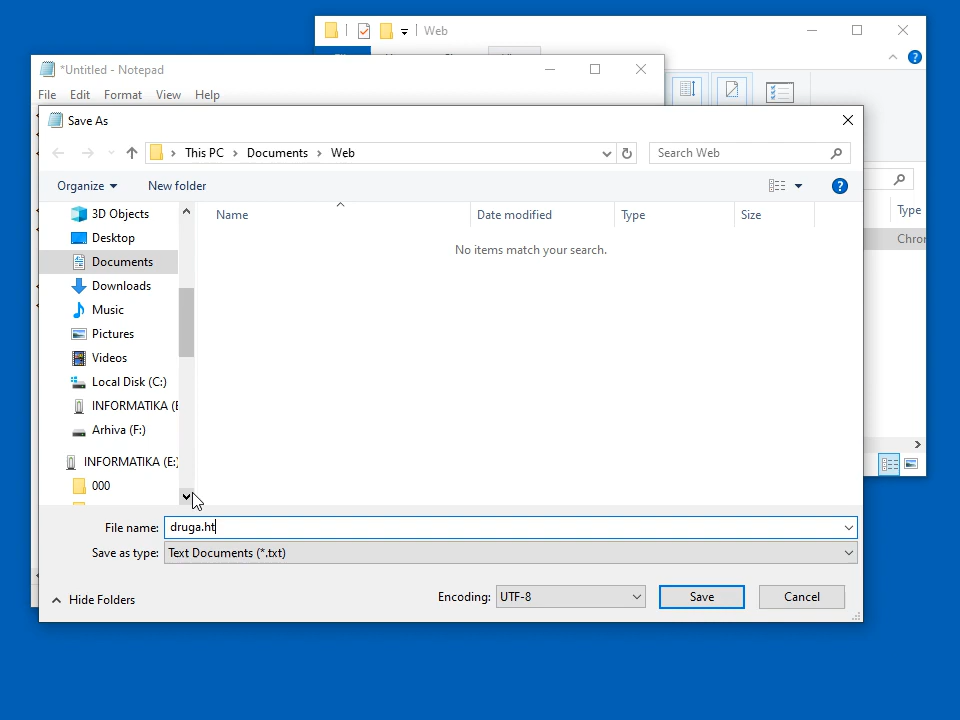 Web
*Untitled - Notepad
File Edit Format View Help
Save As
This PC Documents Web
Search Web
Organize New folder
Name Date modified Type Size
Type
3D Objects
No items match your search.
Chron
Desktop
Documents
Downloads
Music
Pictures
Videos
Local Disk (C:)
INFORMATIKA (E
Arhiva (F:)
INFORMATIKA (E:)
000
File name: druga.ht
Save as type: Text Documents (*.txt)
Hide Folders
Encoding: UTF-8 Save Cancel